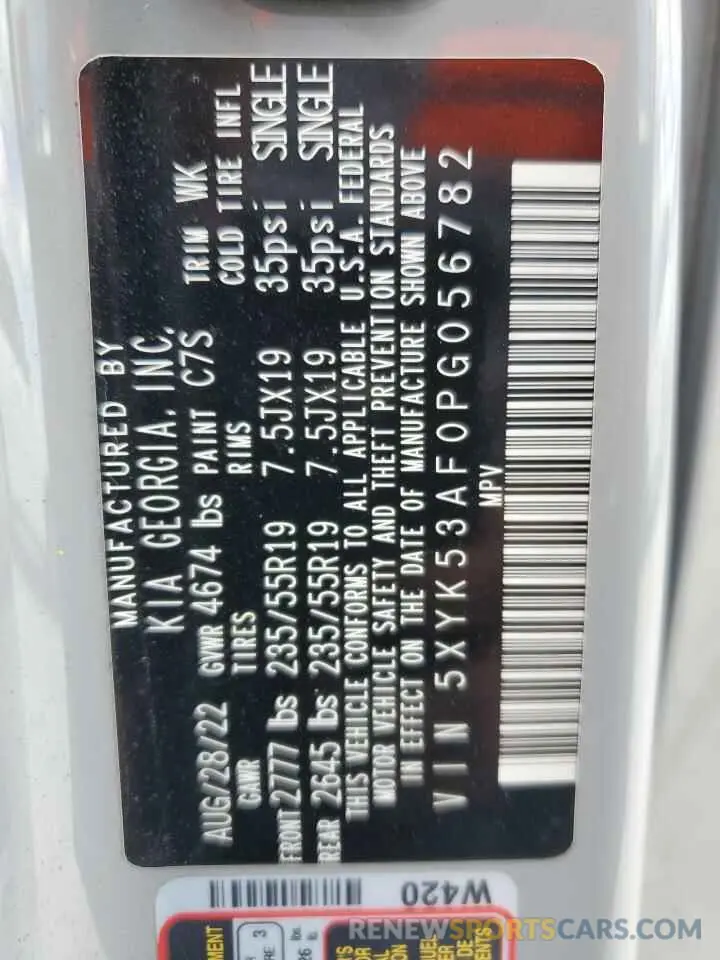 MANUFACTURED BY
KIA GEORGIA, INC.
AUG/28/22 GVWR 4674 lbs PAINT C7S TRIM WK
GAWR TIRES RIMS COLD TIRE INFL
FRONT 2777 lbs 235/55R19 7.5JX19 35psi SINGLE
REAR 2645 lbs 235/55R19 7.5JX19 35psi SINGLE
THIS VEHICLE CONFORMS TO ALL APPLICABLE U.S.A. FEDERAL
MOTOR VEHICLE SAFETY AND THEFT PREVENTION STANDARDS
IN EFFECT ON THE DATE OF MANUFACTURE SHOWN ABOVE
VIN 5XYK53AF0PG056782
MPV
W420
3
26
RENEWSPORTCARS.COM